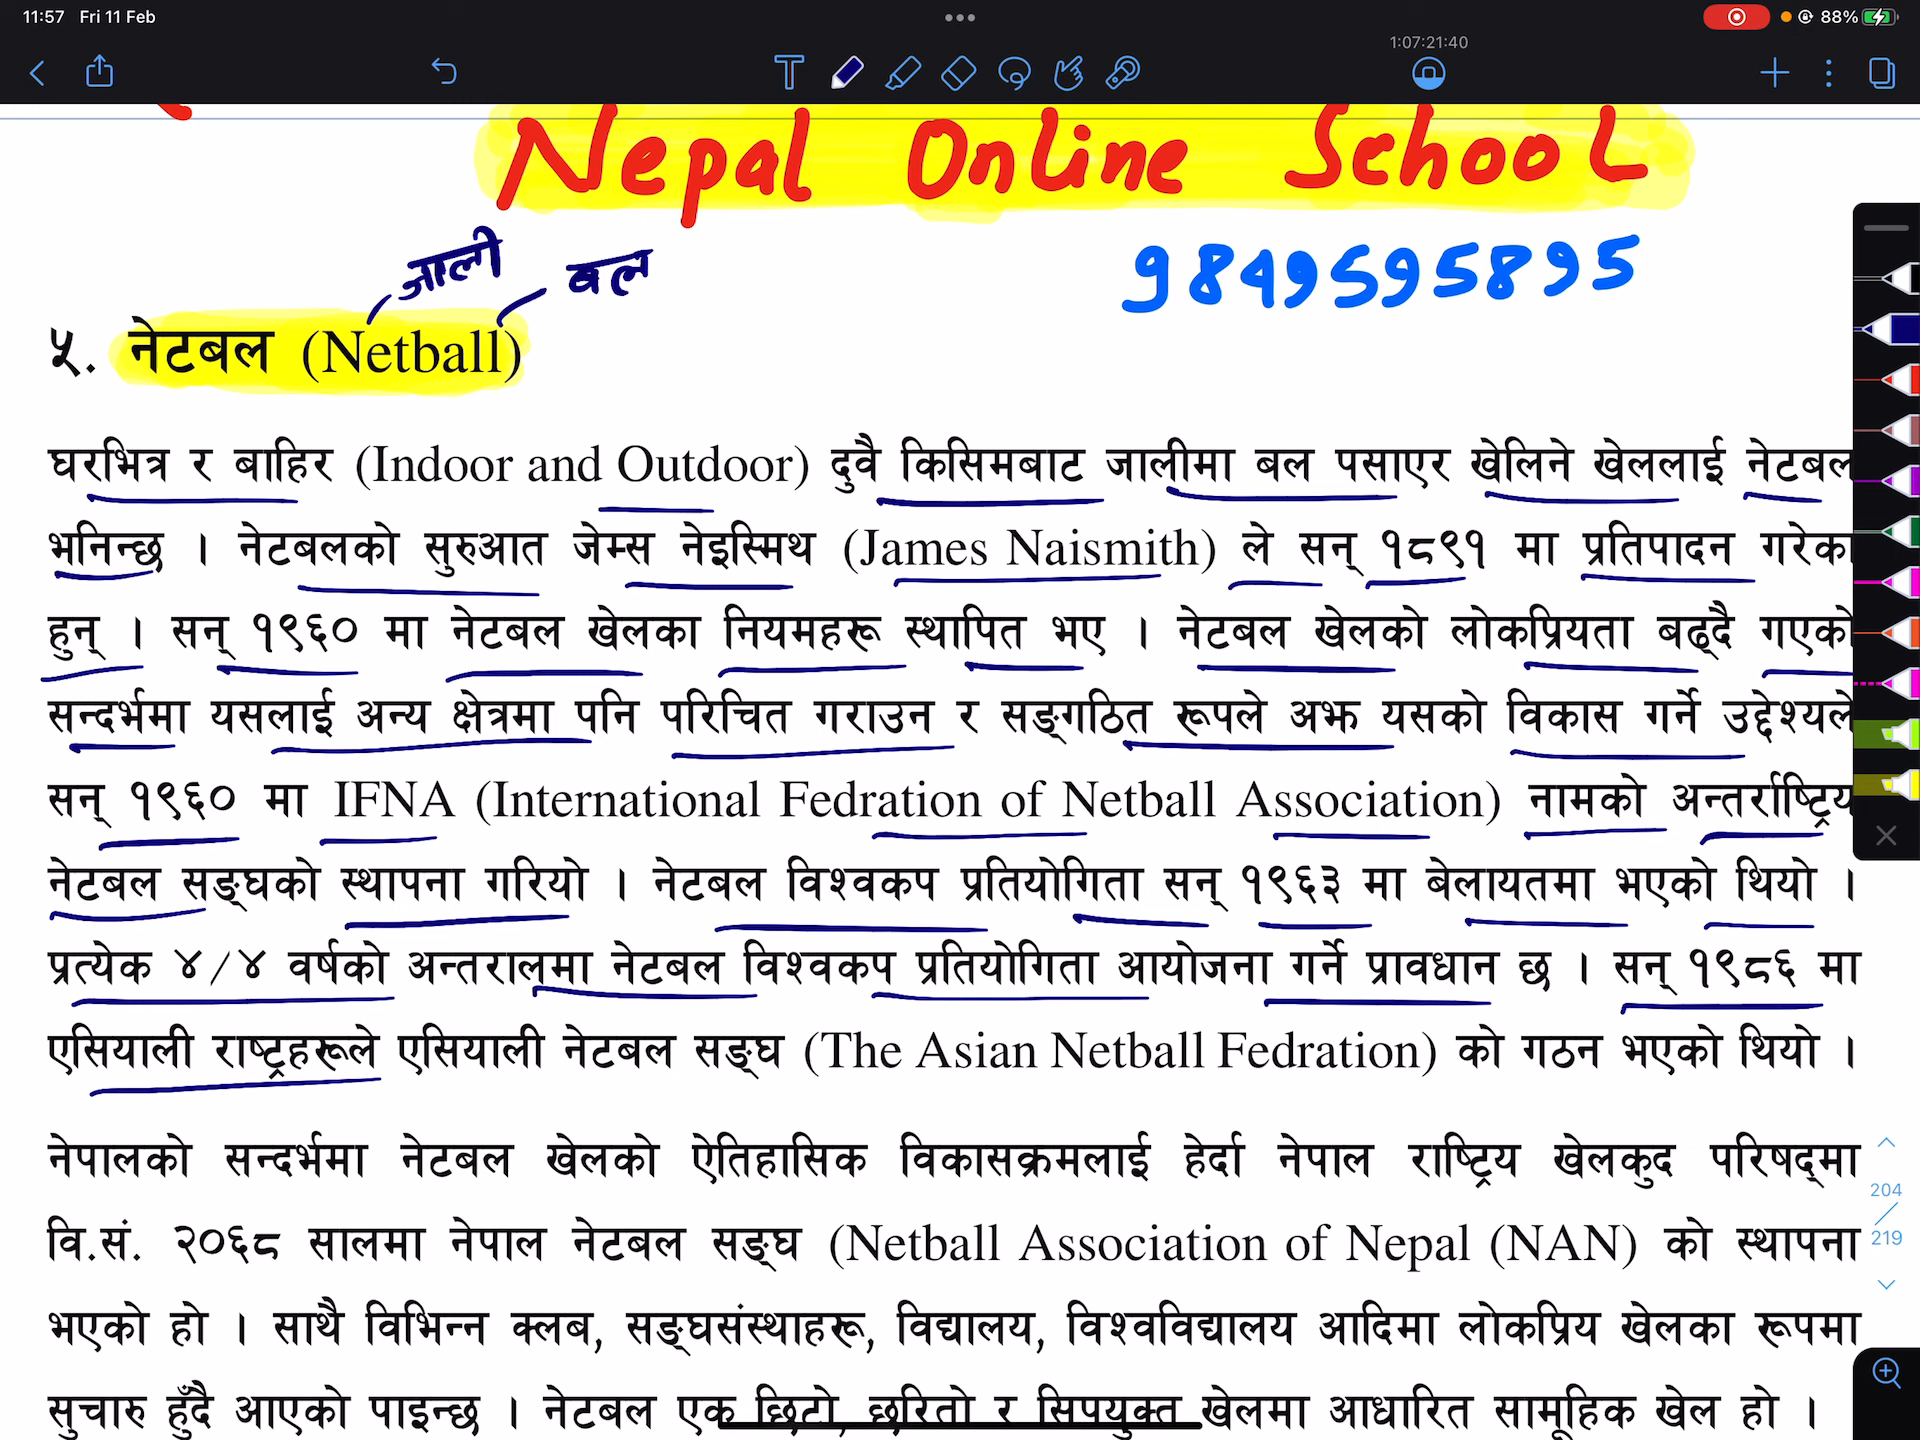 11:57 Fri 11 Feb
88%
1:07:21:40
Nepal Online School
जाली बल
9849595895
५. नेटबल (Netball)
घरभित्र र बाहिर (Indoor and Outdoor) दुवै किसिमबाट जालीमा बल पसाएर खेलिने खेललाई नेटबल
भनिन्छ । नेटबलको सुरुआत जेम्स नेइस्मिथ (James Naismith) ले सन् १८९१ मा प्रतिपादन गरेका
हुन् । सन् १९६० मा नेटबल खेलका नियमहरू स्थापित भए । नेटबल खेलको लोकप्रियता बढ्दै गएको
सन्दर्भमा यसलाई अन्य क्षेत्रमा पनि परिचित गराउन र सङ्गठित रूपले अझ यसको विकास गर्ने उद्देश्यले
सन् १९६० मा IFNA (International Fedration of Netball Association) नामको अन्तर्राष्ट्रिय
नेटबल सङ्घको स्थापना गरियो । नेटबल विश्वकप प्रतियोगिता सन् १९६३ मा बेलायतमा भएको थियो ।
प्रत्येक ४/४ वर्षको अन्तरालमा नेटबल विश्वकप प्रतियोगिता आयोजना गर्ने प्रावधान छ । सन् १९८६ मा
एसियाली राष्ट्रहरूले एसियाली नेटबल सङ्घ (The Asian Netball Fedration) को गठन भएको थियो ।
नेपालको सन्दर्भमा नेटबल खेलको ऐतिहासिक विकासक्रमलाई हेर्दा नेपाल राष्ट्रिय खेलकुद परिषद्मा
वि.सं. २०६८ सालमा नेपाल नेटबल सङ्घ (Netball Association of Nepal (NAN) को स्थापना
भएको हो । साथै विभिन्न क्लब, सङ्घसंस्थाहरू, विद्यालय, विश्वविद्यालय आदिमा लोकप्रिय खेलका रूपमा
सुचारु हुँदै आएको पाइन्छ । नेटबल एक छिटो, छरितो र सिपयुक्त खेलमा आधारित सामूहिक खेल हो ।
204
/
219